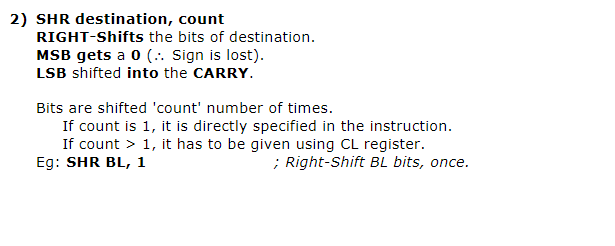 2) SHR destination, count
RIGHT-Shifts the bits of destination.
MSB gets a 0 (∴ Sign is lost).
LSB shifted into the CARRY.
Bits are shifted 'count' number of times.
If count is 1, it is directly specified in the instruction.
If count > 1, it has to be given using CL register.
Eg: SHR BL, 1 ; Right-Shift BL bits, once.